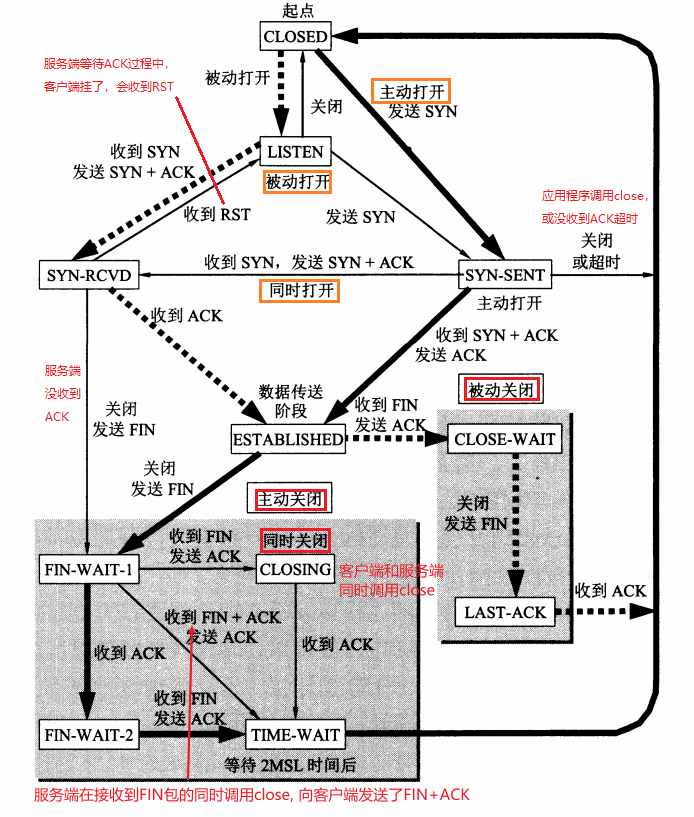 起点
CLOSED
服务端等待ACK过程中，
客户端挂了，会收到RST
被动打开
关闭
主动打开
发送 SYN
收到 SYN
发送 SYN + ACK
LISTEN
被动打开
收到 RST
发送 SYN
应用程序调用close，
或没收到ACK超时
关闭
或超时
SYN-RCVD
收到 SYN，发送 SYN + ACK
同时打开
SYN-SENT
主动打开
收到 ACK
收到 SYN + ACK
发送 ACK
服务端
没收到
ACK
关闭
发送 FIN
数据传送
阶段
ESTABLISHED
收到 FIN
发送 ACK
被动关闭
CLOSE-WAIT
关闭
发送 FIN
主动关闭
关闭
发送 FIN
收到 FIN
发送 ACK
同时关闭
FIN-WAIT-1
CLOSING
客户端和服务端
同时调用close
LAST-ACK
收到 ACK
收到 FIN + ACK
发送 ACK
收到 ACK
收到 ACK
收到 FIN
发送 ACK
FIN-WAIT-2
TIME-WAIT
等待 2MSL 时间后
服务端在接收到FIN包的同时调用close, 向客户端发送了FIN+ACK